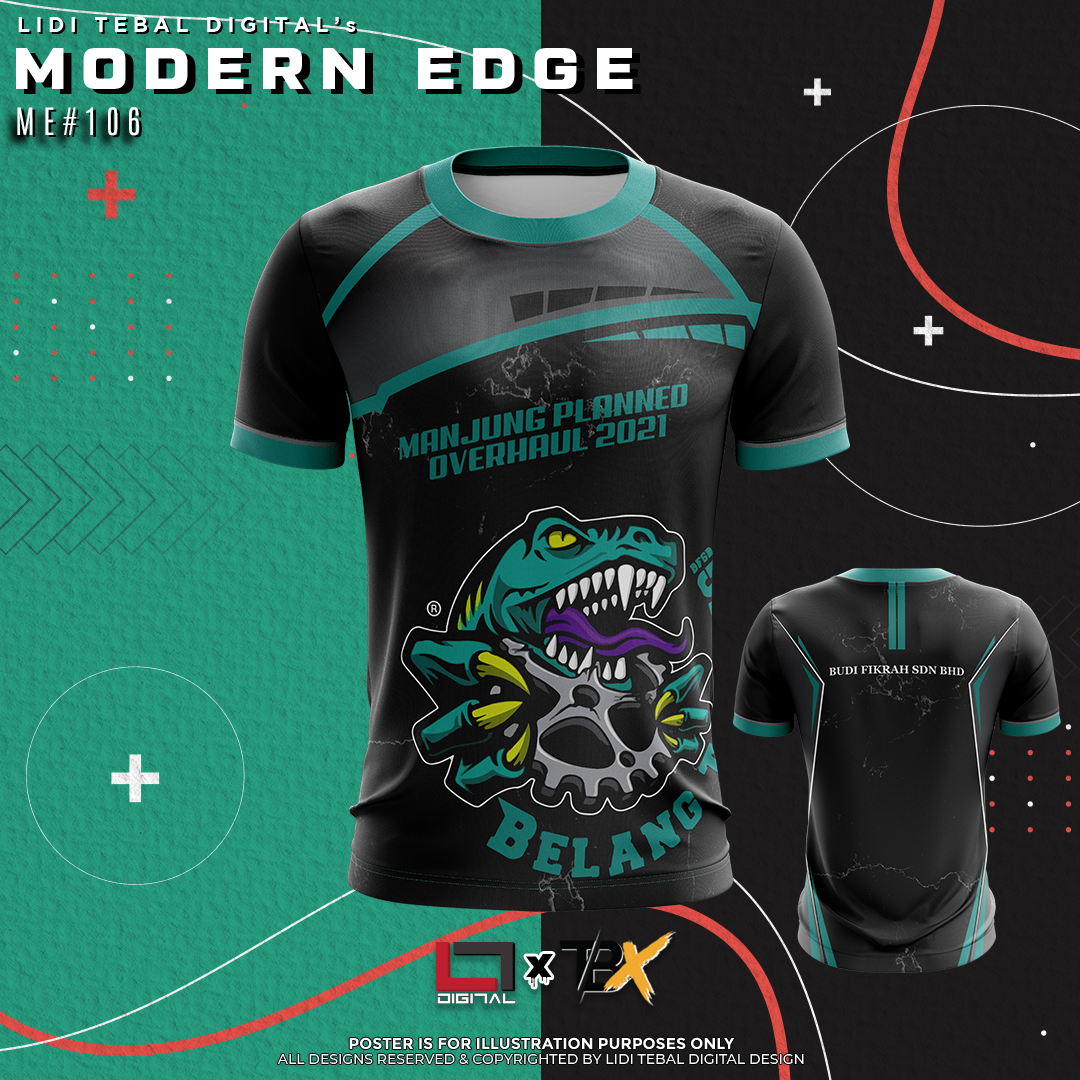 LIDI TEBAL DIGITAL's
MODERN EDGE
ME#106
MANJUNG PLANNED
OVERHAUL 2021
®
BELANG
BUDI FIKRAH SDN BHD
DIGITAL
X
TBX
POSTER IS FOR ILLUSTRATION PURPOSES ONLY
ALL DESIGNS RESERVED & COPYRIGHTED BY LIDI TEBAL DIGITAL DESIGN